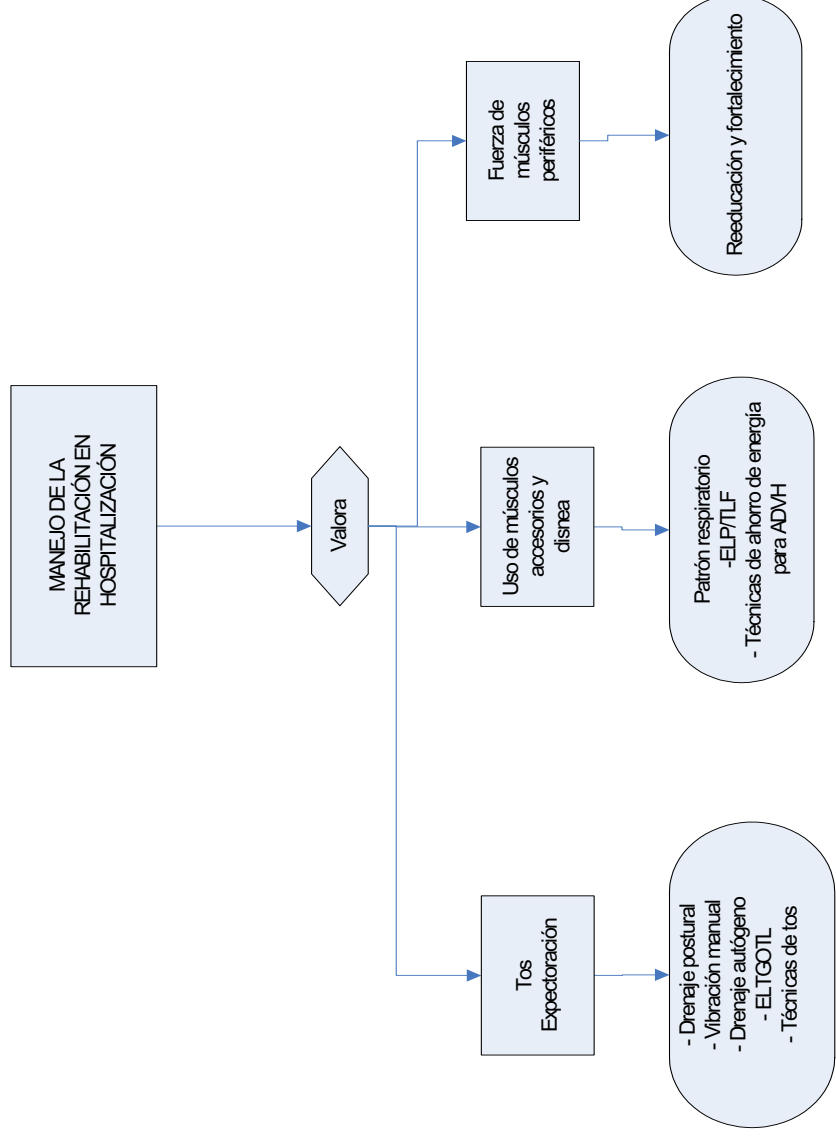 MANEJO DE LA
REHABILITACIÓN EN
HOSPITALIZACIÓN
Valora
Tos
Expectoración
Uso de músculos
accesorios y
disnea
Fuerza de
músculos
periféricos
- Drenaje postural
- Vibración manual
- Drenaje autógeno
- ELTGOTL
- Técnicas de tos
Patrón respiratorio
-ELP/TLF
- Técnicas de ahorro de energía
para ADVH
Reeducación y fortalecimiento